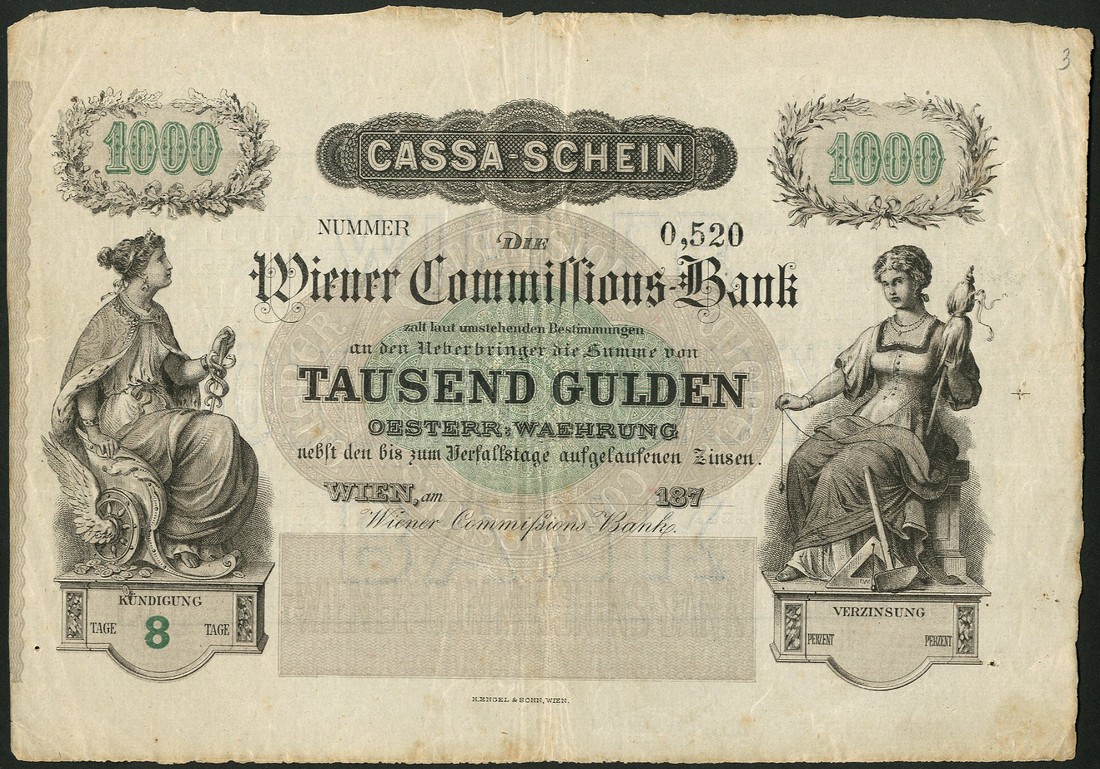 3
1000 CASSA-SCHEIN 1000
NUMMER 0,520
DIE
Wiener Commissions-Bank
zalt laut umstehenden Bestimmungen
an den Ueberbringer die Summe von
TAUSEND GULDEN
OESTERR: WAEHRUNG
nebst den bis zum Verfallstage aufgelaufenen Zinsen.
WIEN, am 187
Wiener Commißions-Bank.
KÜNDIGUNG
TAGE 8 TAGE
VERZINSUNG
PERZENT PERZENT
H.ENGEL & SOHN, WIEN.